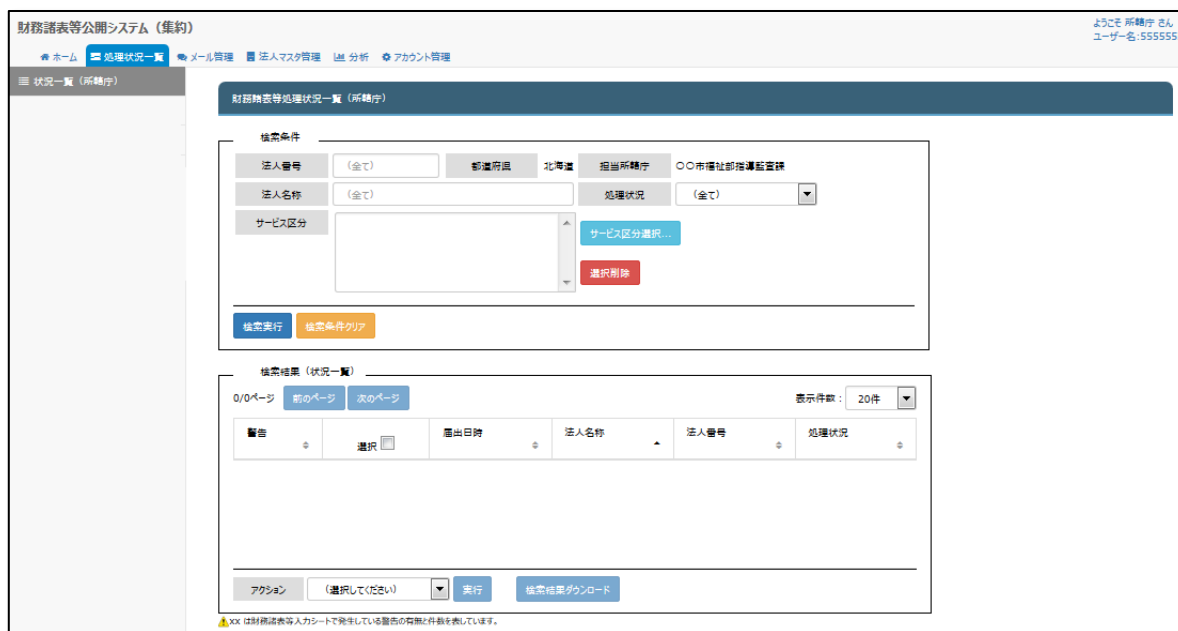 財務諸表等公開システム（集約）
ようこそ 所轄庁 さん
ユーザー名:555555
ホーム 処理状況一覧 メール管理 法人マスタ管理 分析 アカウント管理
状況一覧（所轄庁）
財務諸表等処理状況一覧（所轄庁）
検索条件
法人番号 （全て） 都道府県 北海道 担当所轄庁 〇〇市福祉部指導監査課
法人名称 （全て） 処理状況 （全て）
サービス区分 サービス区分選択...
選択削除
検索実行 検索条件クリア
検索結果（状況一覧）
0/0ページ 前のページ 次のページ 表示件数： 20件
警告 選択 届出日時 法人名称 法人番号 処理状況
アクション （選択してください） 実行 検索結果ダウンロード
xx は財務諸表等入力シートで発生している警告の有無と件数を表しています。